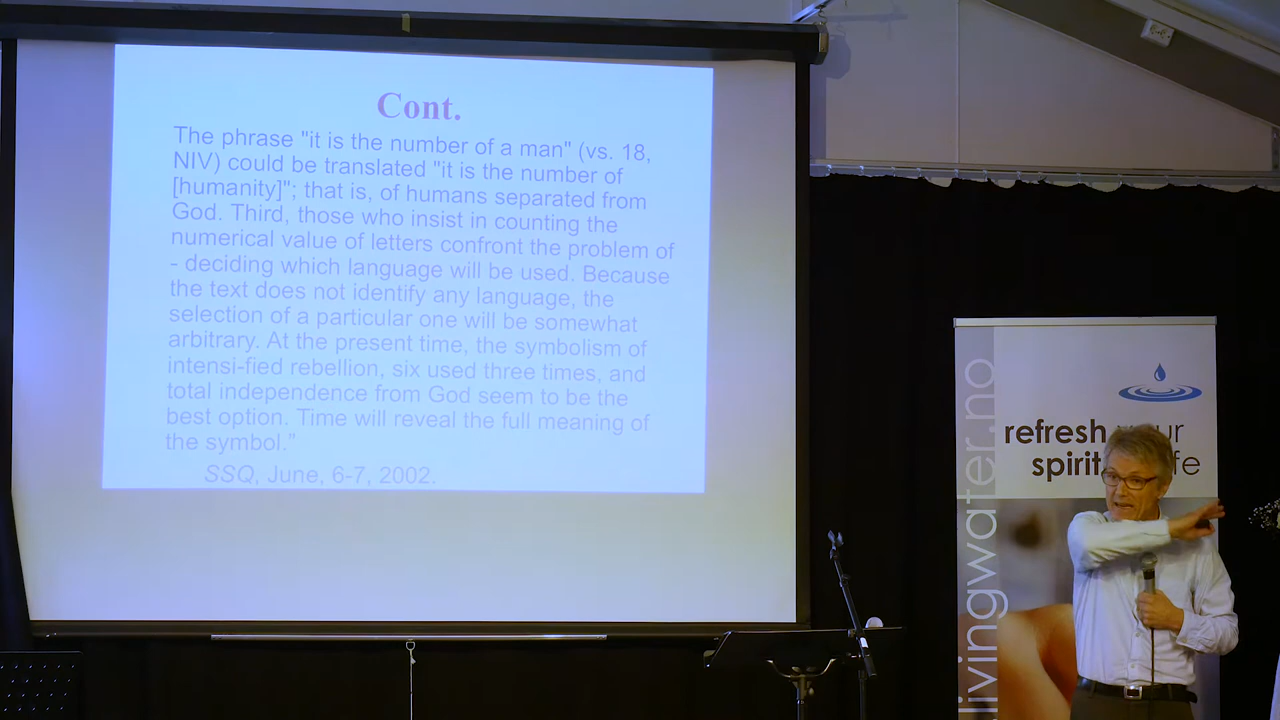 Cont.
The phrase "it is the number of a man" (vs. 18,
NIV) could be translated "it is the number of
[humanity]"; that is, of humans separated from
God. Third, those who insist in counting the
numerical value of letters confront the problem of
- deciding which language will be used. Because
the text does not identify any language, the
selection of a particular one will be somewhat
arbitrary. At the present time, the symbolism of
intensi-fied rebellion, six used three times, and
total independence from God seem to be the
best option. Time will reveal the full meaning of
the symbol."
SSQ, June, 6-7, 2002.
refresh
spirit
livingwater.no